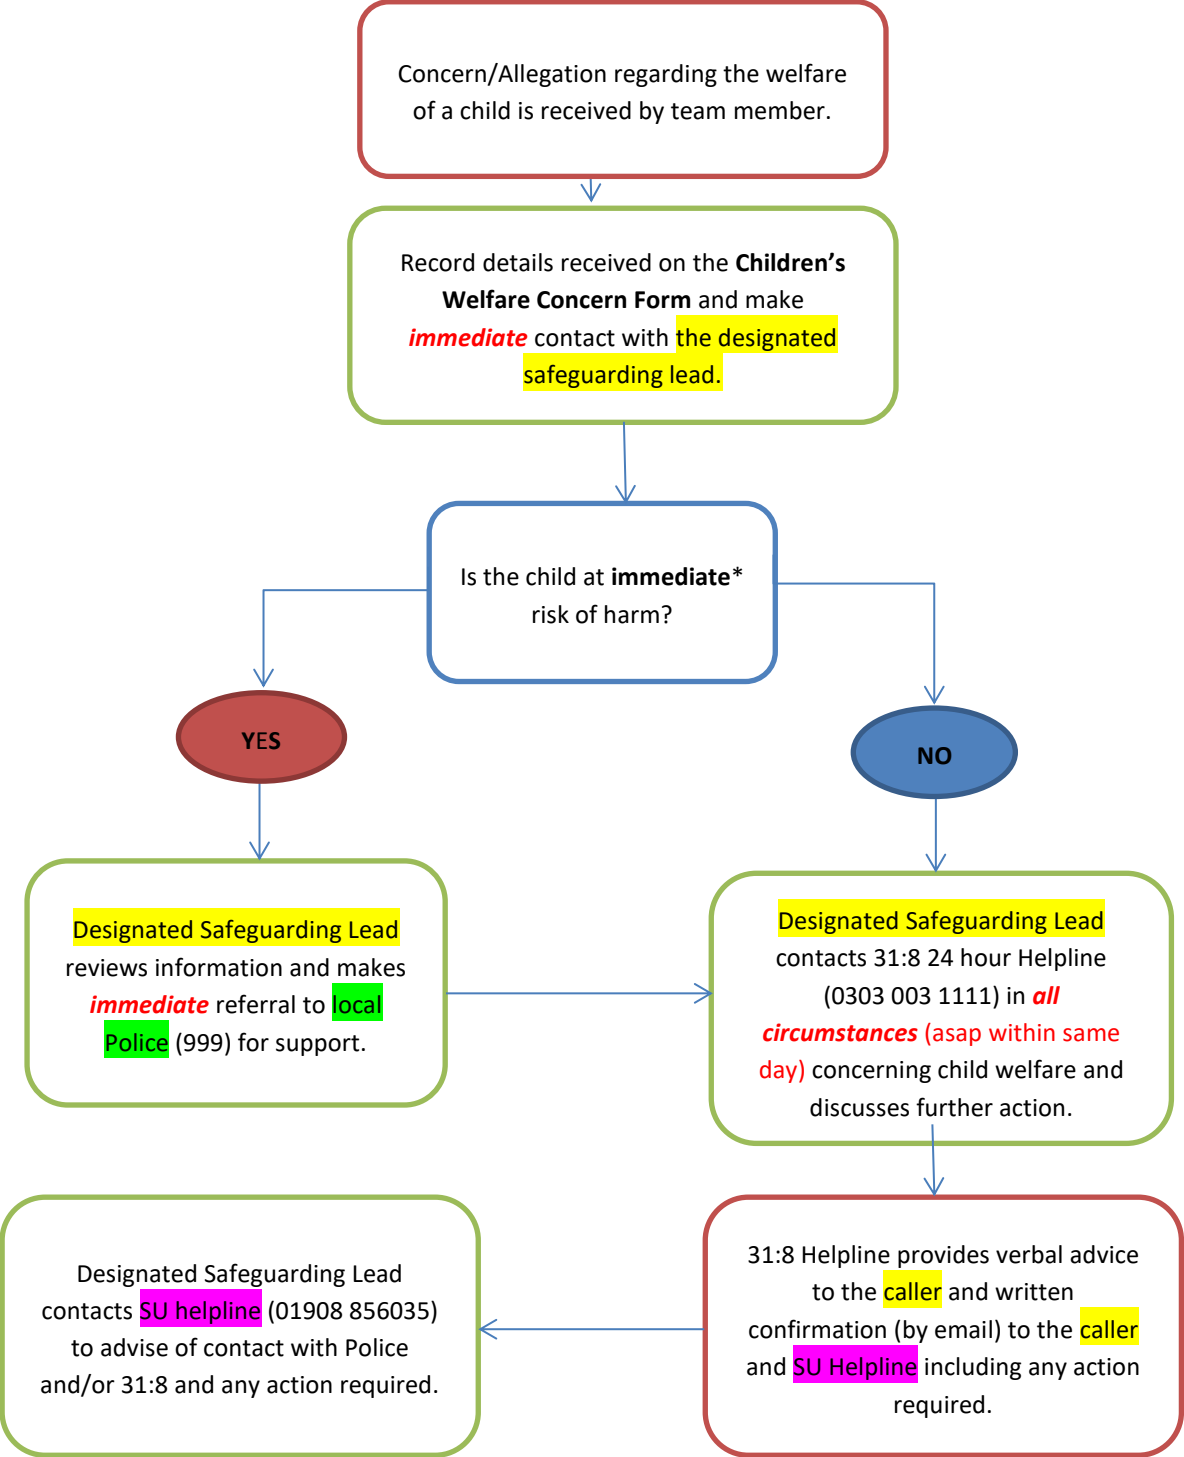 Concern/Allegation regarding the welfare
of a child is received by team member.
Record details received on the Children’s
Welfare Concern Form and make
immediate contact with the designated
safeguarding lead.
Is the child at immediate*
risk of harm?
YES
NO
Designated Safeguarding Lead
reviews information and makes
immediate referral to local
Police (999) for support.
Designated Safeguarding Lead
contacts 31:8 24 hour Helpline
(0303 003 1111) in all
circumstances (asap within same
day) concerning child welfare and
discusses further action.
31:8 Helpline provides verbal advice
to the caller and written
confirmation (by email) to the caller
and SU Helpline including any action
required.
Designated Safeguarding Lead
contacts SU helpline (01908 856035)
to advise of contact with Police
and/or 31:8 and any action required.